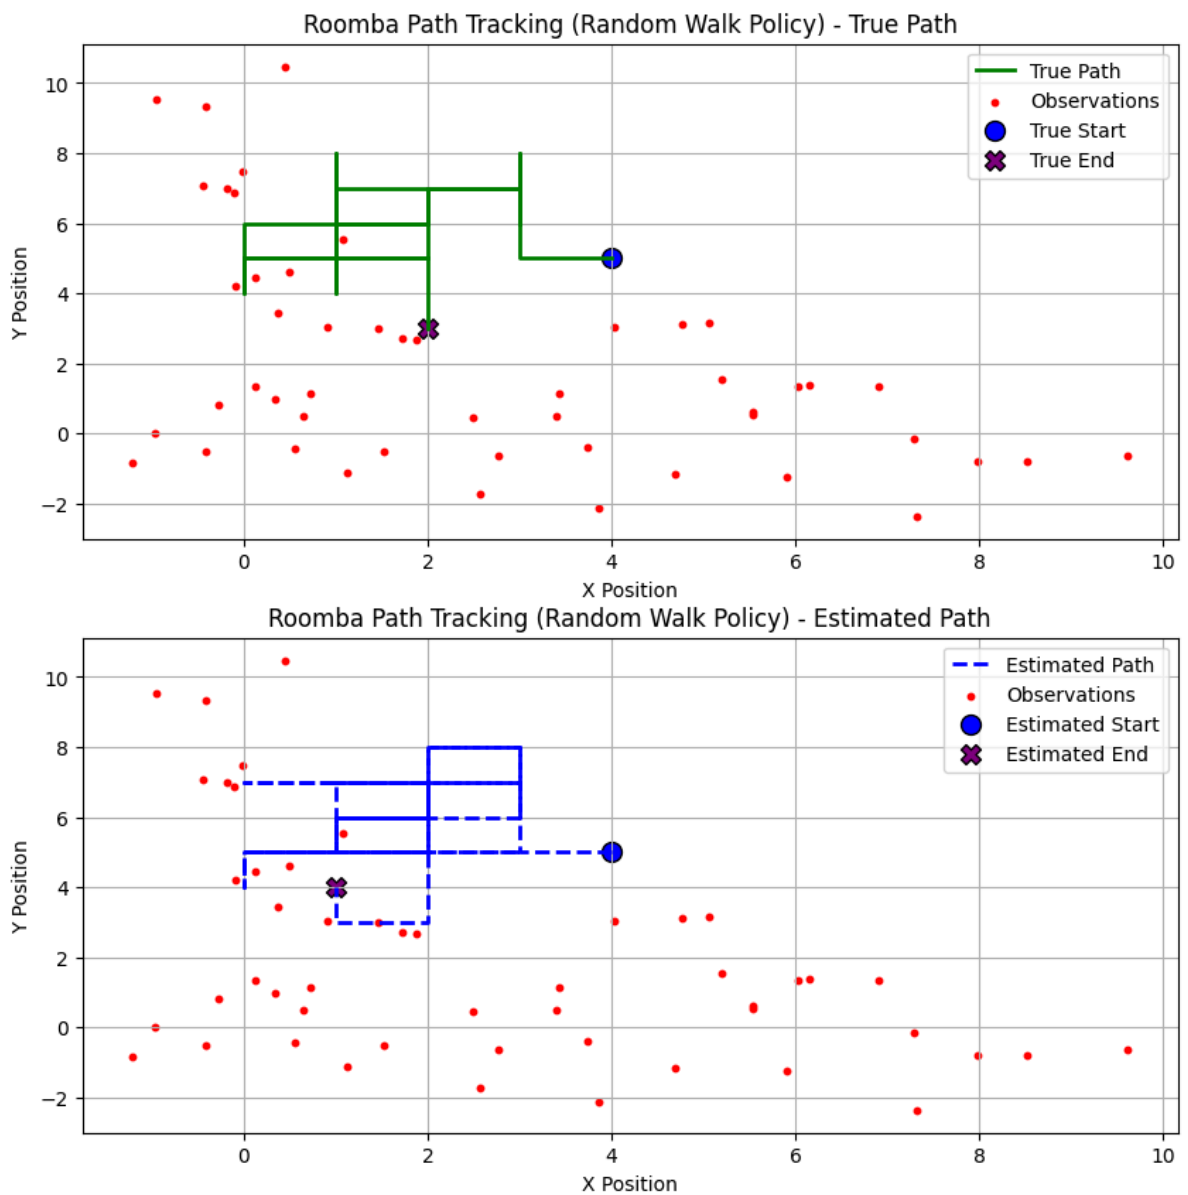 Roomba Path Tracking (Random Walk Policy) - True Path
True Path
Observations
True Start
True End
Y Position
10
8
6
4
2
0
−2
0 2 4 6 8 10
X Position
Roomba Path Tracking (Random Walk Policy) - Estimated Path
Estimated Path
Observations
Estimated Start
Estimated End
Y Position
10
8
6
4
2
0
−2
0 2 4 6 8 10
X Position